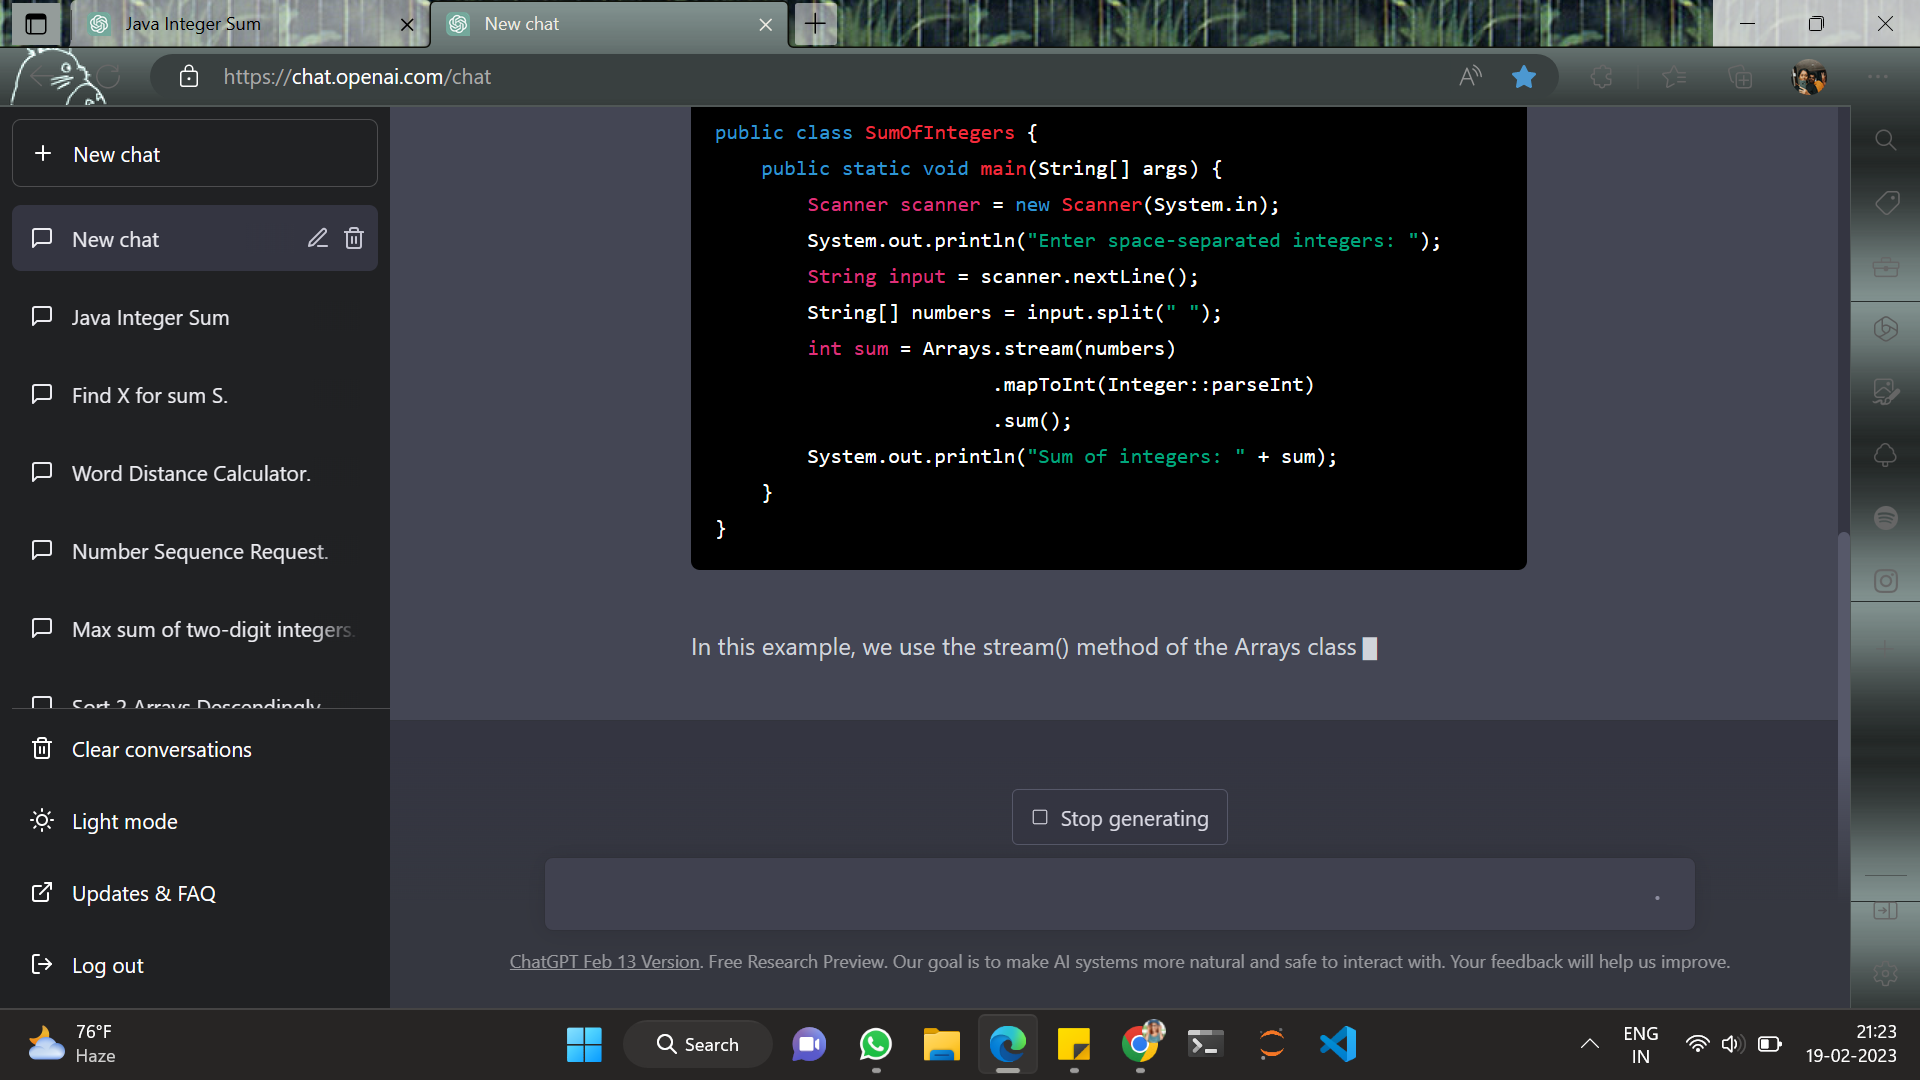 Java Integer Sum
New chat
https://chat.openai.com/chat
New chat
New chat
Java Integer Sum
Find X for sum S.
Word Distance Calculator.
Number Sequence Request.
Max sum of two-digit integers.
Sort 2 Arrays Descendingly
Clear conversations
Light mode
Updates & FAQ
Log out
public class SumOfIntegers {
    public static void main(String[] args) {
        Scanner scanner = new Scanner(System.in);
        System.out.println("Enter space-separated integers: ");
        String input = scanner.nextLine();
        String[] numbers = input.split(" ");
        int sum = Arrays.stream(numbers)
                        .mapToInt(Integer::parseInt)
                        .sum();
        System.out.println("Sum of integers: " + sum);
    }
}
In this example, we use the stream() method of the Arrays class
Stop generating
ChatGPT Feb 13 Version. Free Research Preview. Our goal is to make AI systems more natural and safe to interact with. Your feedback will help us improve.
76°F
Haze
Search
ENG
IN
21:23
19-02-2023